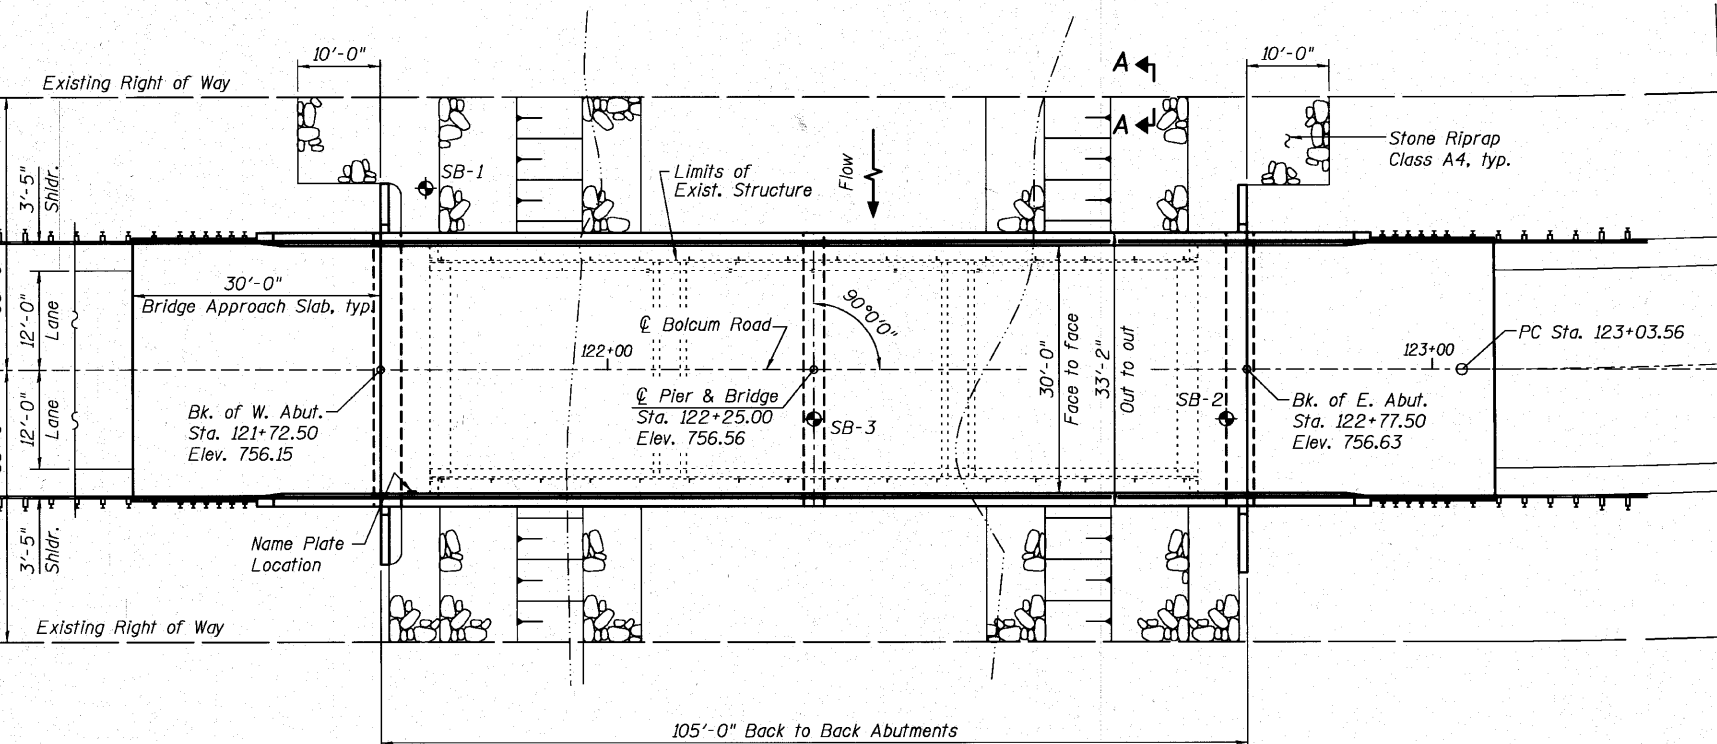 10'-0"
A
10'-0"
Existing Right of Way
A
Stone Riprap
Class A4, typ.
SB-1
Limits of
Exist. Structure
Flow
3'-5"
Shldr.
30'-0"
Bridge Approach Slab, typ.
12'-0"
Lane
℄ Bolcum Road
90°0'0"
122+00
30'-0"
Face to face
33'-2"
Out to out
123+00
PC Sta. 123+03.56
12'-0"
Lane
Bk. of W. Abut.
Sta. 121+72.50
Elev. 756.15
℄ Pier & Bridge
Sta. 122+25.00
Elev. 756.56
SB-3
SB-2
Bk. of E. Abut.
Sta. 122+77.50
Elev. 756.63
3'-5"
Shldr.
Name Plate
Location
Existing Right of Way
105'-0" Back to Back Abutments